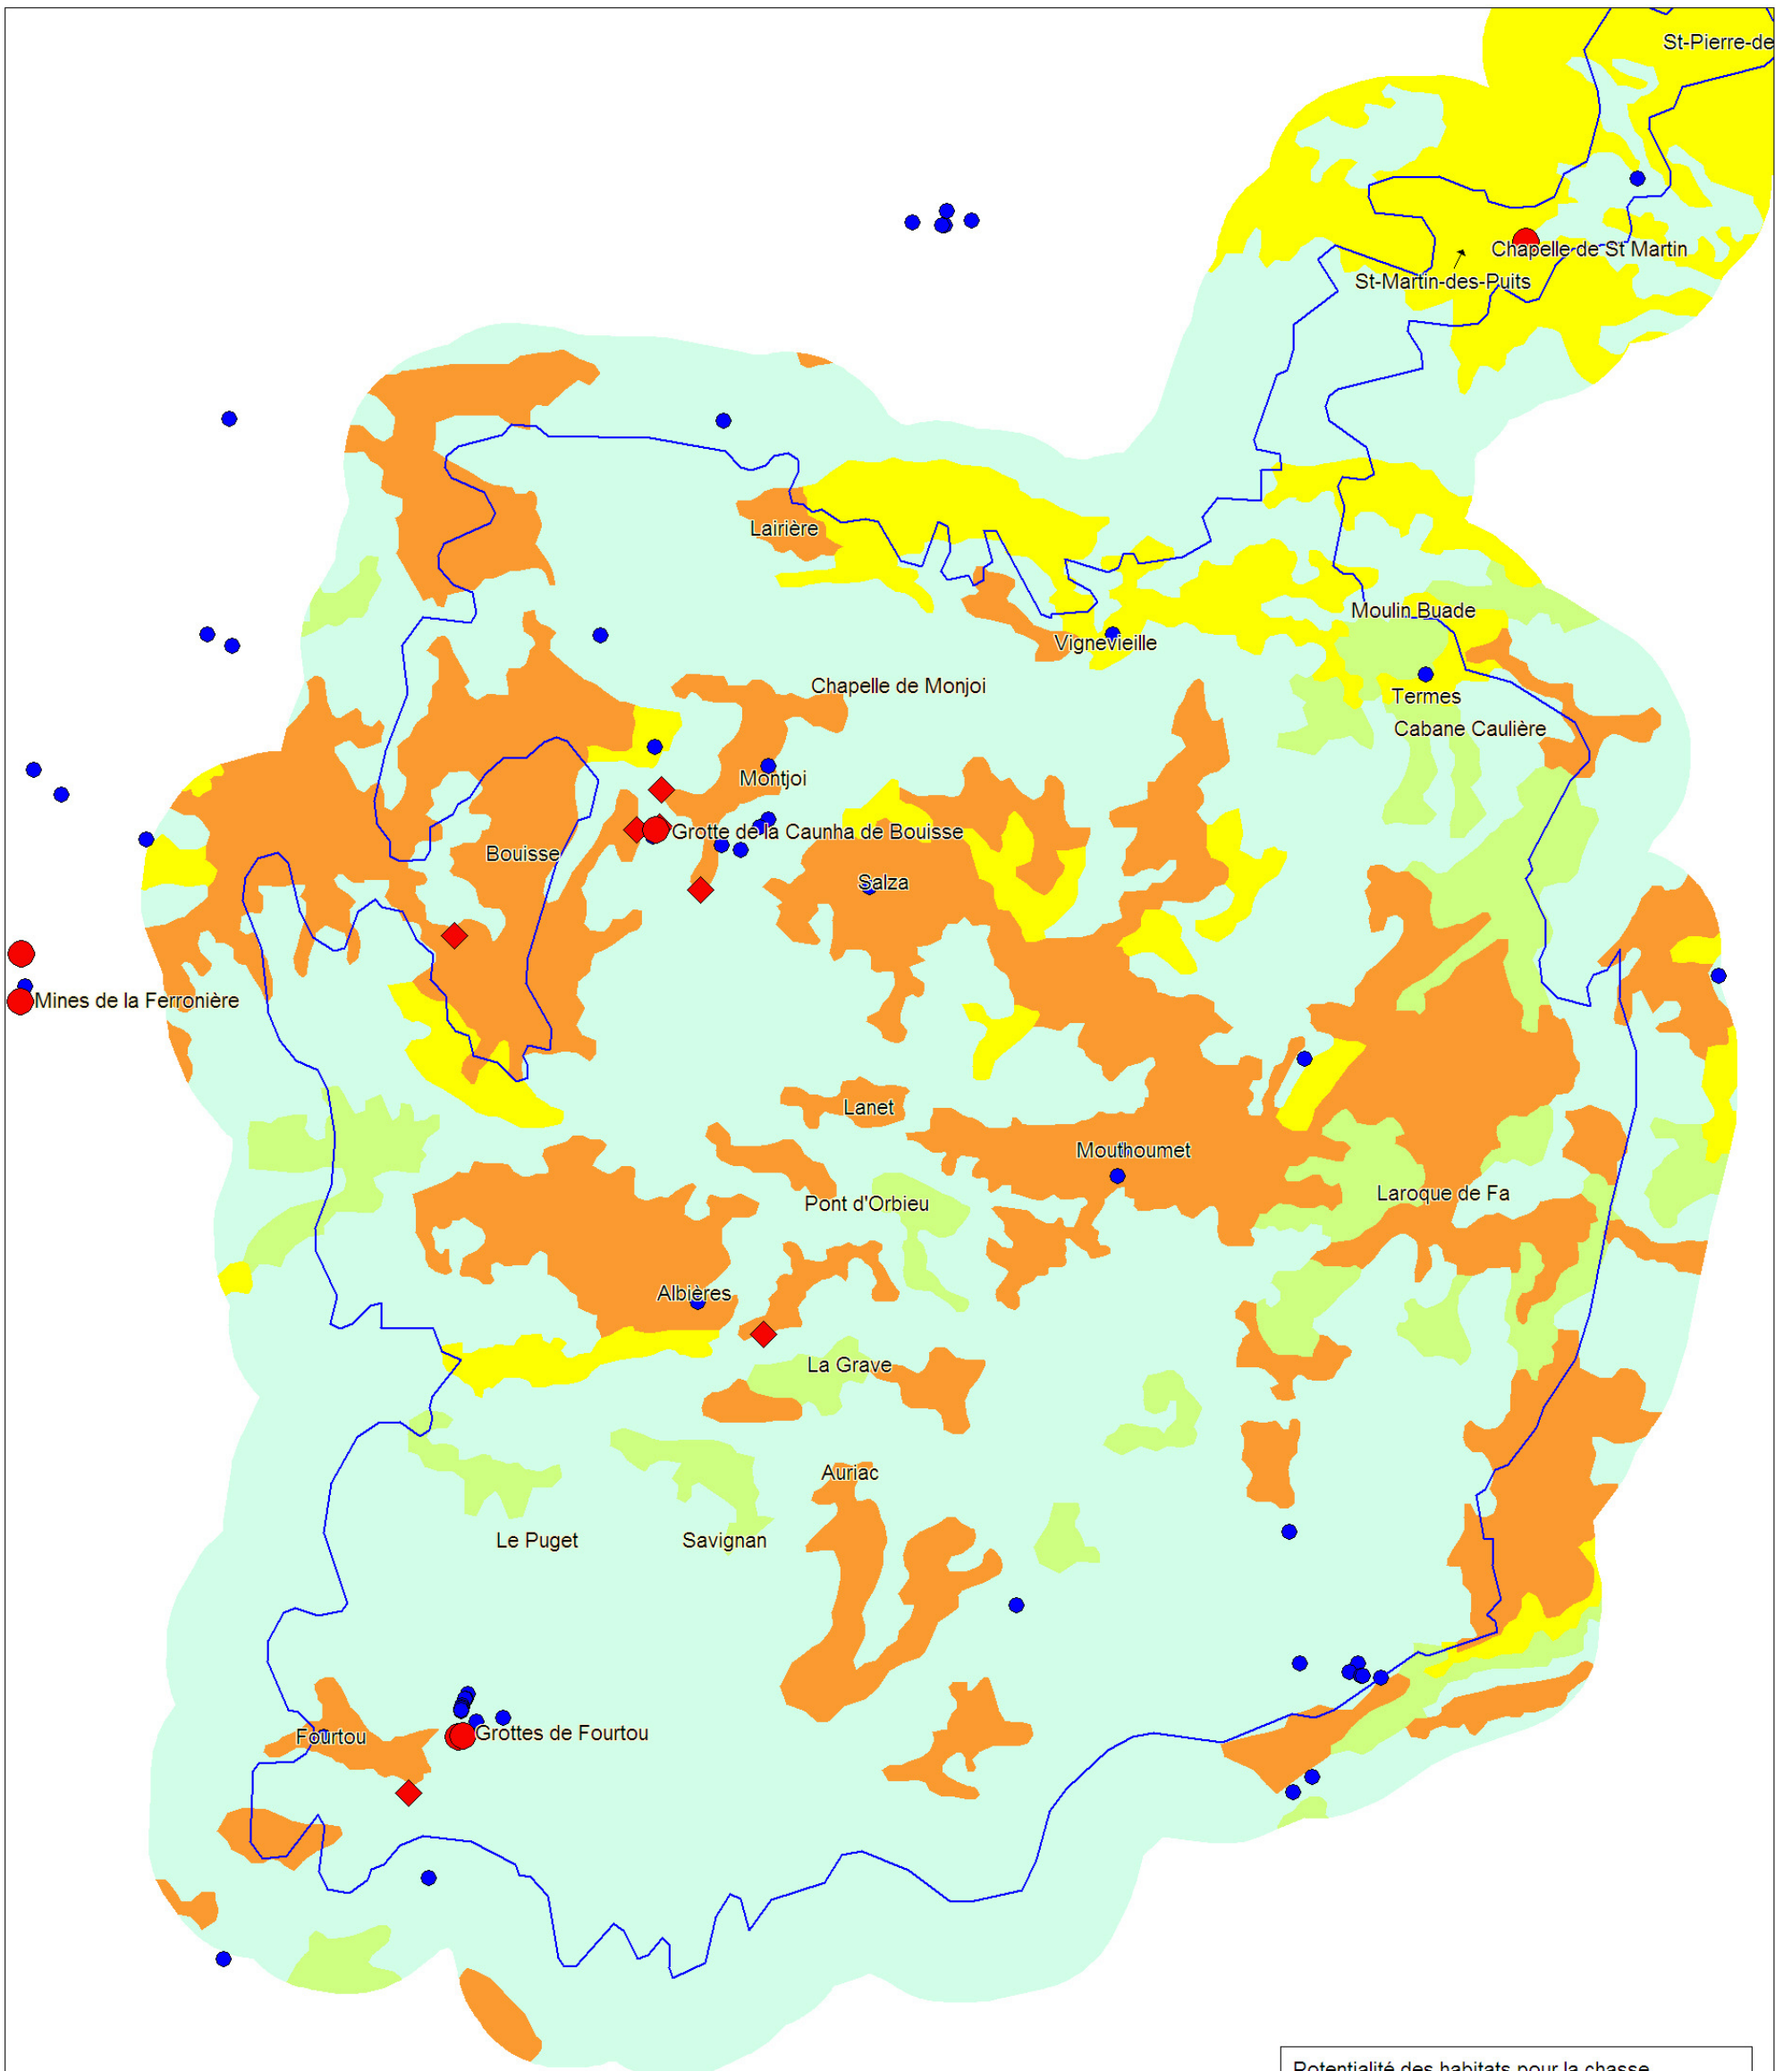 St-Pierre-de
Chapelle de St Martin
St-Martin-des-Puits
Lairière
Moulin Buade
Vignevieille
Chapelle de Monjoi
Termes
Cabane Caulière
Montjoi
Grotte de la Caunha de Bouisse
Bouisse
Salza
Mines de la Ferronière
Lanet
Mouthoumet
Laroque de Fa
Pont d'Orbieu
Albières
La Grave
Auriac
Le Puget
Savignan
Grottes de Fourtou
Fourtou
Potentialité des habitats pour la chasse